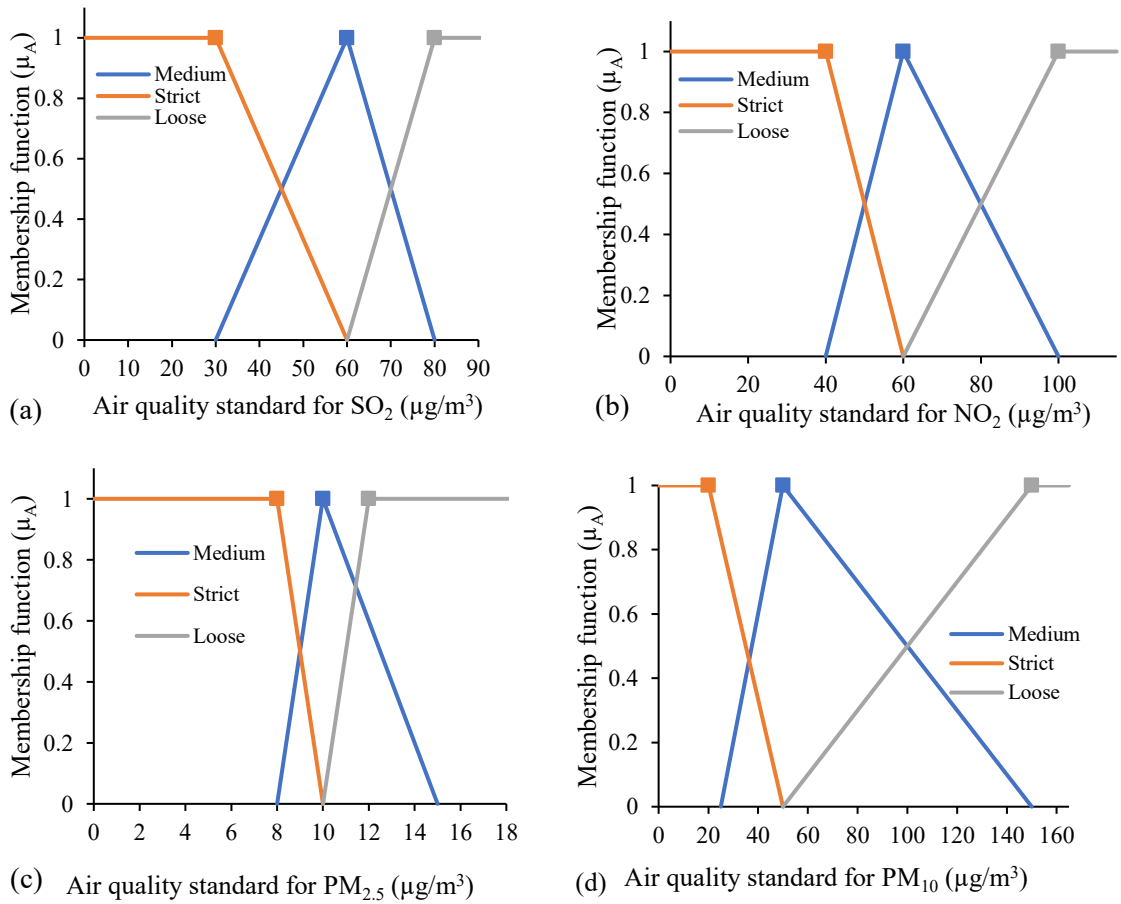 Membership function (μ_A)
1
0.8
0.6
0.4
0.2
0
Medium
Strict
Loose
0 10 20 30 40 50 60 70 80 90
(a) Air quality standard for SO₂ (μg/m³)
Membership function (μ_A)
1
0.8
0.6
0.4
0.2
0
Medium
Strict
Loose
0 20 40 60 80 100
(b) Air quality standard for NO₂ (μg/m³)
Membership function (μ_A)
1
0.8
0.6
0.4
0.2
0
Medium
Strict
Loose
0 2 4 6 8 10 12 14 16 18
(c) Air quality standard for PM₂.₅ (μg/m³)
Membership function (μ_A)
1
0.8
0.6
0.4
0.2
0
Medium
Strict
Loose
0 20 40 60 80 100 120 140 160
(d) Air quality standard for PM₁₀ (μg/m³)